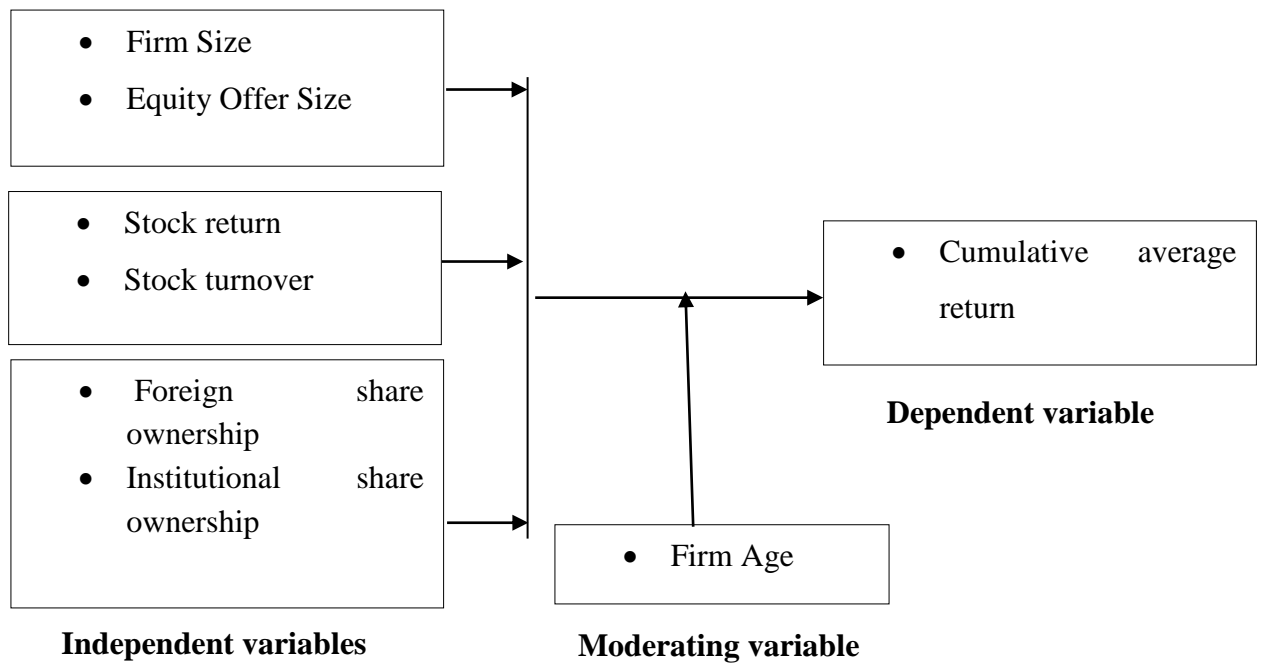 • Firm Size
• Equity Offer Size
• Stock return
• Stock turnover
• Foreign share
ownership
• Institutional share
ownership
Independent variables
• Firm Age
Moderating variable
• Cumulative average
return
Dependent variable